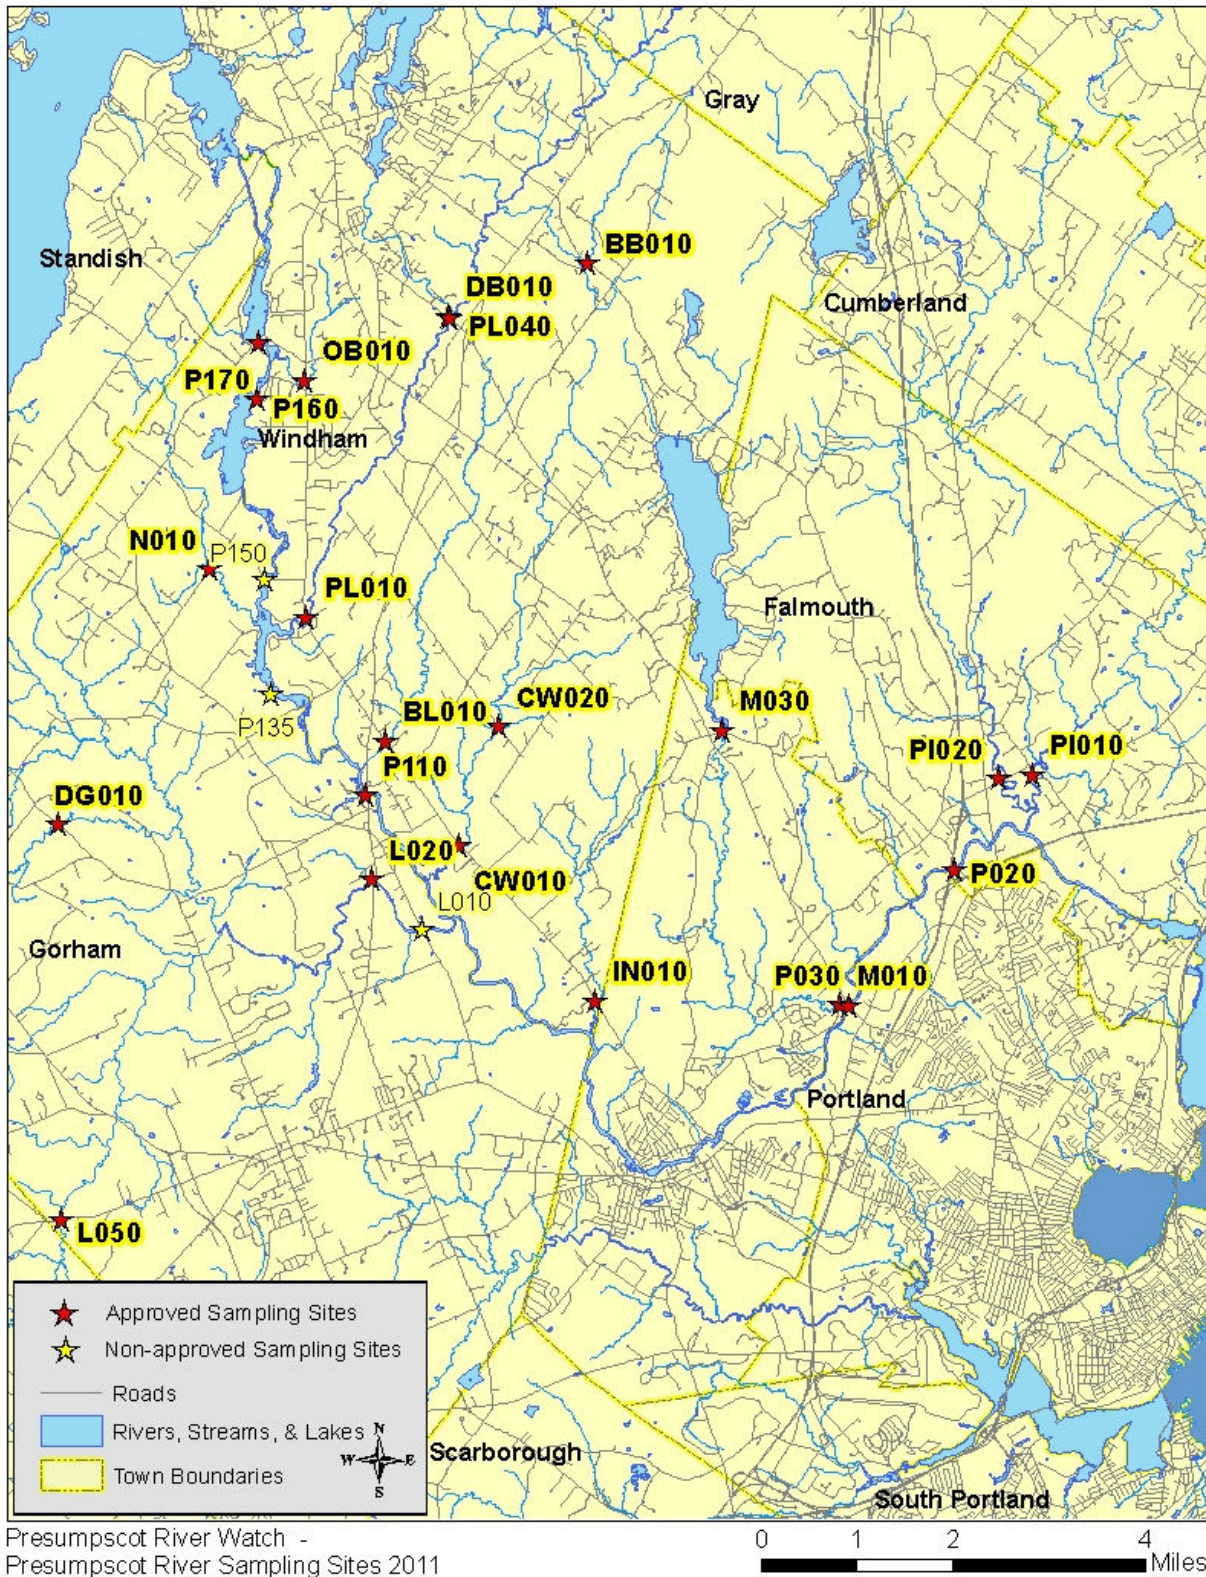 Gray
BB010
Standish
DB010
Cumberland
PL040
OB010
P170
P160
Windham
N010
P150
PL010
Falmouth
CW020
M030
BL010
P135
P110
PI020
PI010
DG010
L020
CW010
P020
L010
Gorham
IN010
P030
M010
Portland
L050
Approved Sampling Sites
Non-approved Sampling Sites
Roads
Rivers, Streams, & Lakes
Town Boundaries
N
W
E
S
Scarborough
South Portland
Presumpscot River Watch -
Presumpscot River Sampling Sites 2011
0 1 2 4
Miles